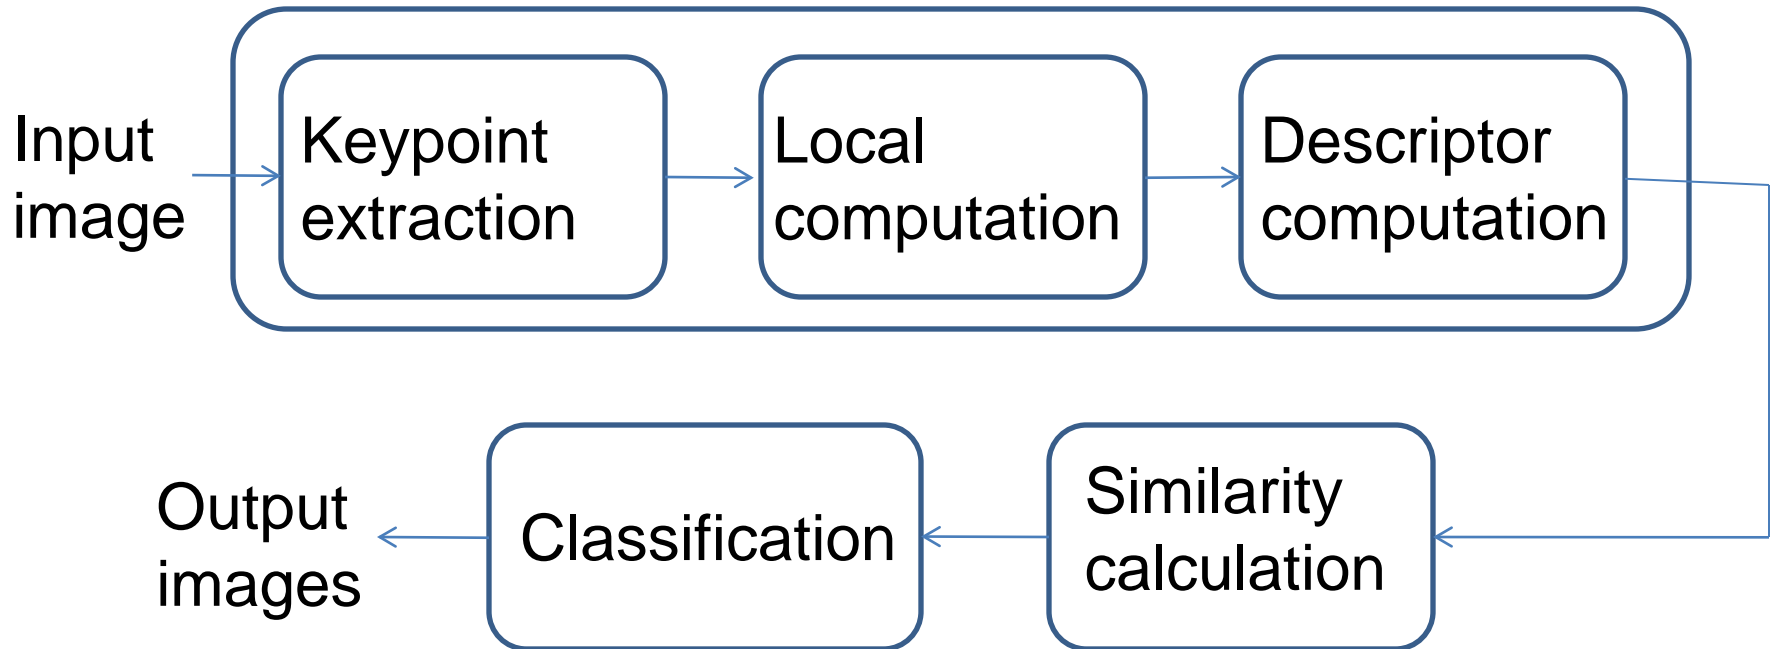 Input
image
Keypoint
extraction
Local
computation
Descriptor
computation
Similarity
calculation
Classification
Output
images